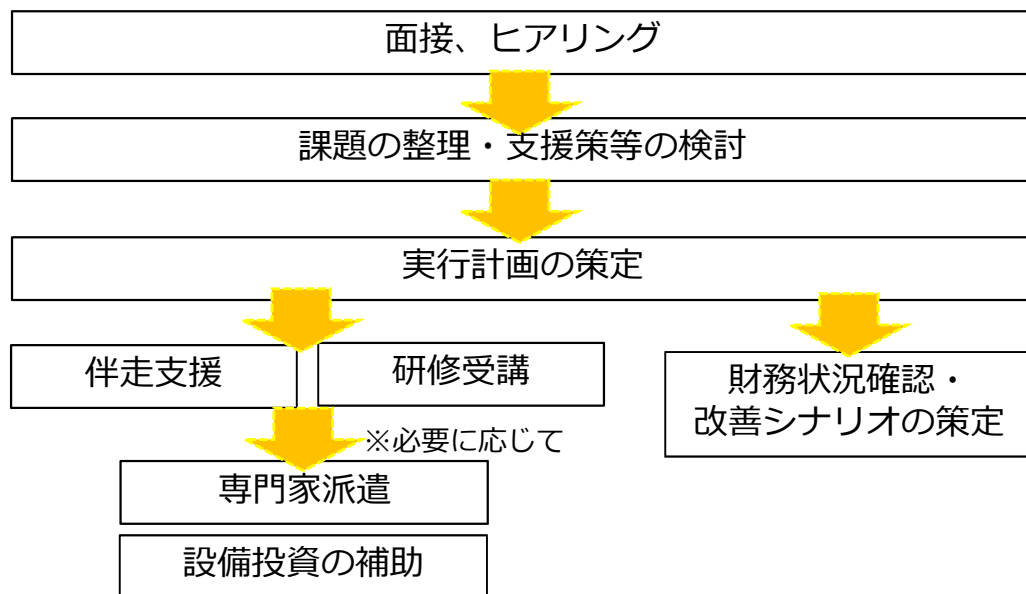 面接、ヒアリング
課題の整理・支援策等の検討
実行計画の策定
伴走支援
研修受講
財務状況確認・
改善シナリオの策定
※必要に応じて
専門家派遣
設備投資の補助